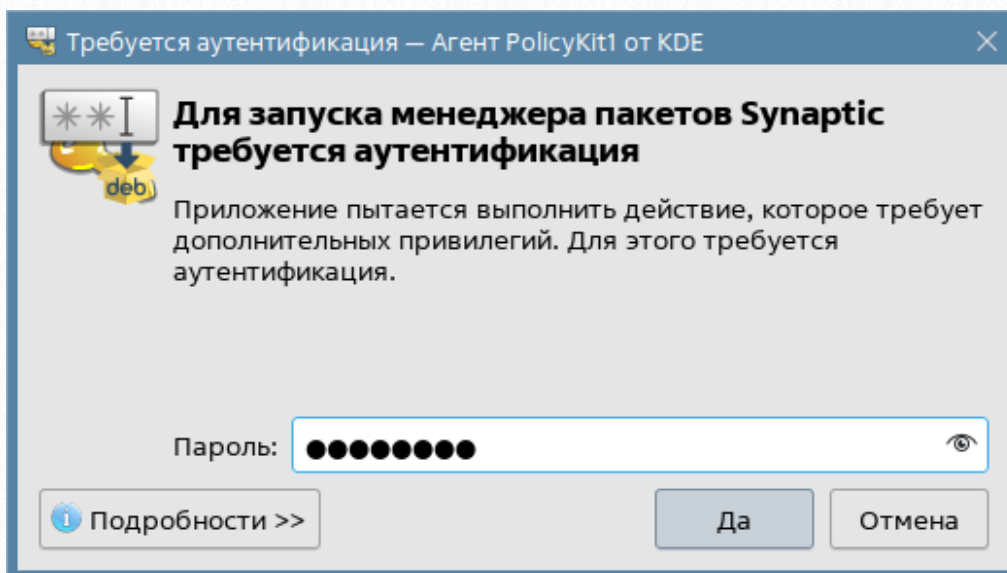 Требуется аутентификация — Агент PolicyKit1 от KDE
Для запуска менеджера пакетов Synaptic
требуется аутентификация
deb
Приложение пытается выполнить действие, которое требует
дополнительных привилегий. Для этого требуется
аутентификация.
Пароль: ●●●●●●●●
Подробности >>
Да
Отмена